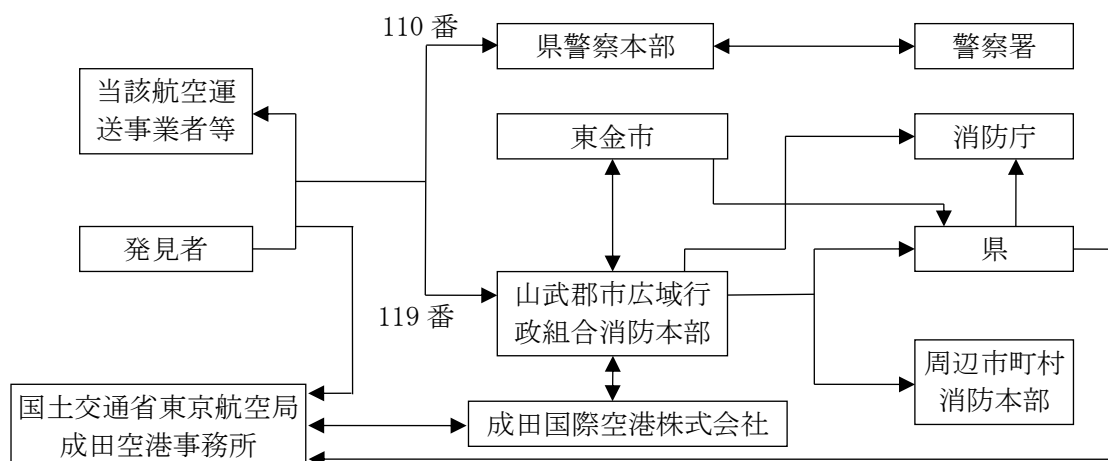 110 番
県警察本部
警察署
当該航空運
送事業者等
東金市
消防庁
発見者
県
119 番
山武郡市広域行
政組合消防本部
周辺市町村
消防本部
国土交通省東京航空局
成田空港事務所
成田国際空港株式会社